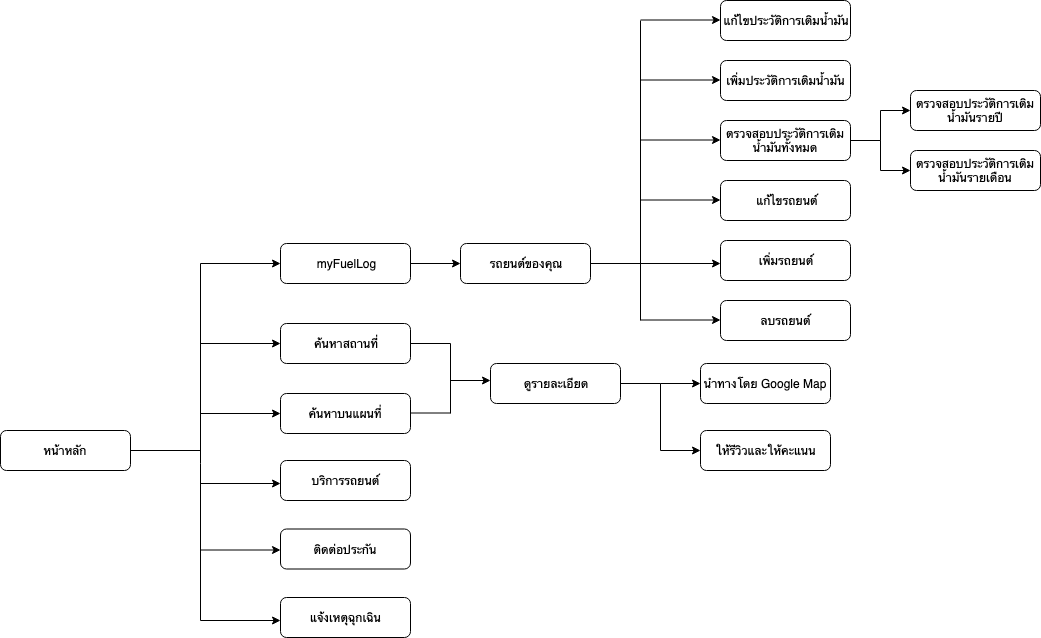 แก้ไขประวัติการเติมน้ำมัน
เพิ่มประวัติการเติมน้ำมัน
ตรวจสอบประวัติการเติม
น้ำมันทั้งหมด
ตรวจสอบประวัติการเติม
น้ำมันรายปี
ตรวจสอบประวัติการเติม
น้ำมันรายเดือน
แก้ไขรถยนต์
myFuelLog
รถยนต์ของคุณ
เพิ่มรถยนต์
ลบรถยนต์
ค้นหาสถานที่
ดูรายละเอียด
นำทางโดย Google Map
ค้นหาบนแผนที่
หน้าหลัก
ให้รีวิวและให้คะแนน
บริการรถยนต์
ติดต่อประกัน
แจ้งเหตุฉุกเฉิน